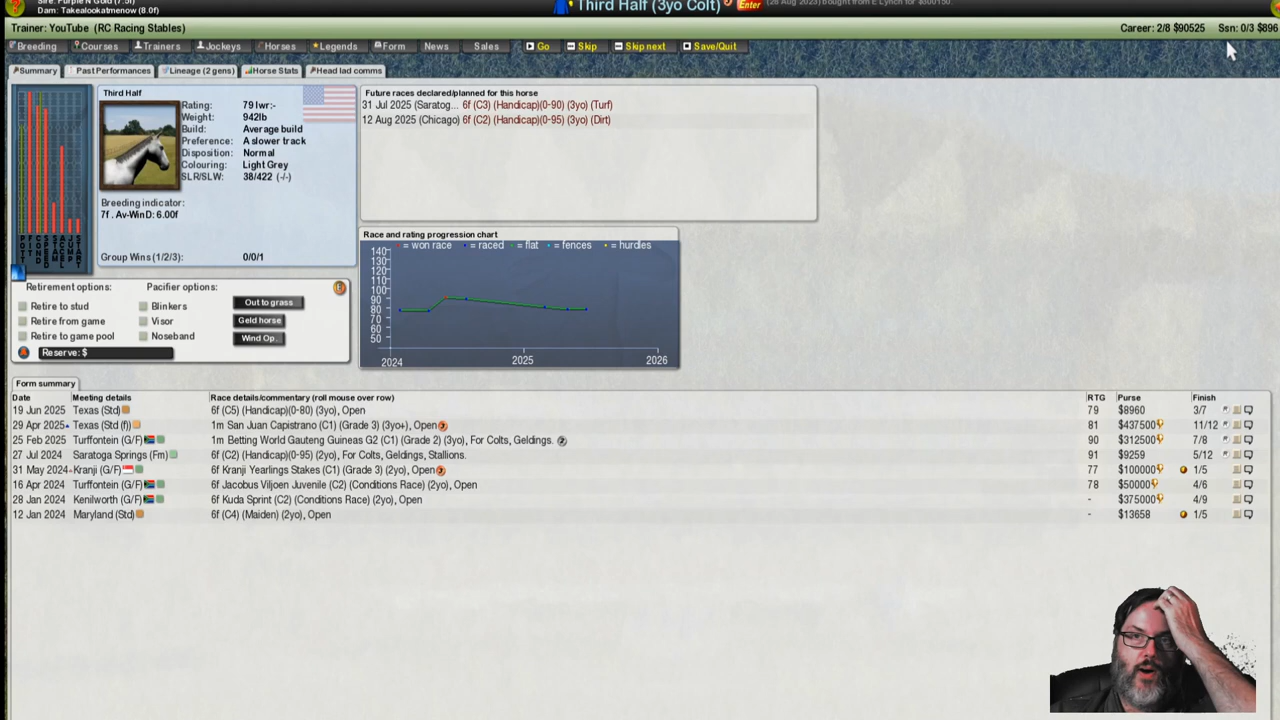 Sire: Purple N Gold (7.5f)
Dam: Takealookatmenow (8.0f)
Third Half (3yo Colt)
Enter
(28 Aug 2023) Bought from E Lynch for $300150.
Trainer: YouTube (RC Racing Stables)
Career: 2/8 $90525 Ssn: 0/3 $896
Breeding Courses Trainers Jockeys Horses Legends Form News Sales Go Skip Skip next Save/Quit
Summary Past Performances Lineage (2 gens) Horse Stats Head lad comms
Third Half
Rating: 79 lwr:-
Weight: 942lb
Build: Average build
Preference: A slower track
Disposition: Normal
Colouring: Light Grey
SLR/SLW: 38/422 (-/-)
Breeding indicator:
7f. Av-WinD: 6.00f
Group Wins (1/2/3): 0/0/1
Future races declared/planned for this horse
31 Jul 2025 (Saratog... 6f (C3) (Handicap)(0-90) (3yo) (Turf)
12 Aug 2025 (Chicago) 6f (C2) (Handicap)(0-95) (3yo) (Dirt)
Race and rating progression chart
= won race = raced = flat = fences = hurdles
140
130
120
110
100
90
80
70
60
50
2024 2025 2026
Retirement options: Pacifier options:
Retire to stud Blinkers Out to grass
Retire from game Visor Geld horse
Retire to game pool Noseband Wind Op.
Reserve: $
Form summary
Date Meeting details Race details/commentary (roll mouse over row) RTG Purse Finish
19 Jun 2025 Texas (Std) 6f (C5) (Handicap)(0-80) (3yo), Open 79 $8960 3/7
29 Apr 2025 Texas (Std) (f) 1m San Juan Capistrano (C1) (Grade 3) (3yo+), Open 81 $437500 11/12
25 Feb 2025 Turffontein (G/F) 1m Betting World Gauteng Guineas G2 (C1) (Grade 2) (3yo), For Colts, Geldings. 90 $312500 7/8
27 Jul 2024 Saratoga Springs (Fm) 6f (C2) (Handicap)(0-95) (2yo), For Colts, Geldings, Stallions. 91 $9259 5/12
31 May 2024 Kranji (G/F) 6f Kranji Yearlings Stakes (C1) (Grade 3) (2yo), Open 77 $100000 1/5
16 Apr 2024 Turffontein (G/F) 6f Jacobus Viljoen Juvenile (C2) (Conditions Race) (2yo), Open 78 $50000 4/6
28 Jan 2024 Kenilworth (G/F) 6f Kuda Sprint (C2) (Conditions Race) (2yo), Open - $375000 4/9
12 Jan 2024 Maryland (Std) 6f (C4) (Maiden) (2yo), Open - $13658 1/5